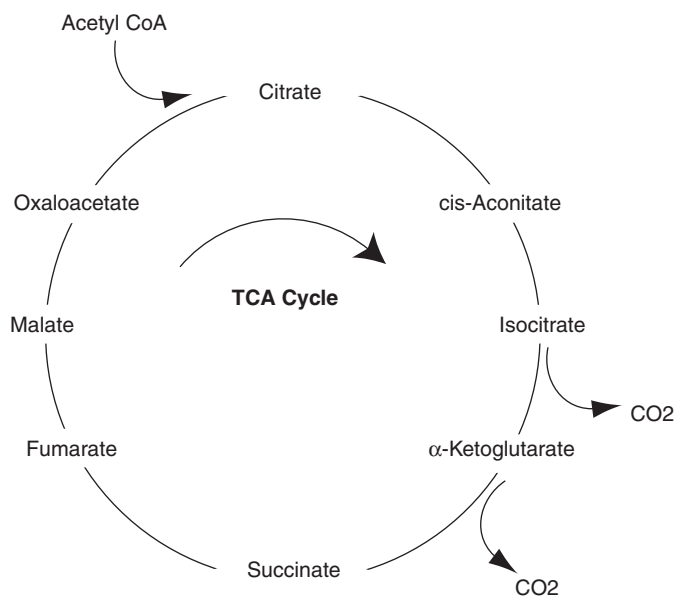 Acetyl CoA
Citrate
Oxaloacetate
cis-Aconitate
TCA Cycle
Malate
Isocitrate
CO2
Fumarate
α-Ketoglutarate
Succinate
CO2